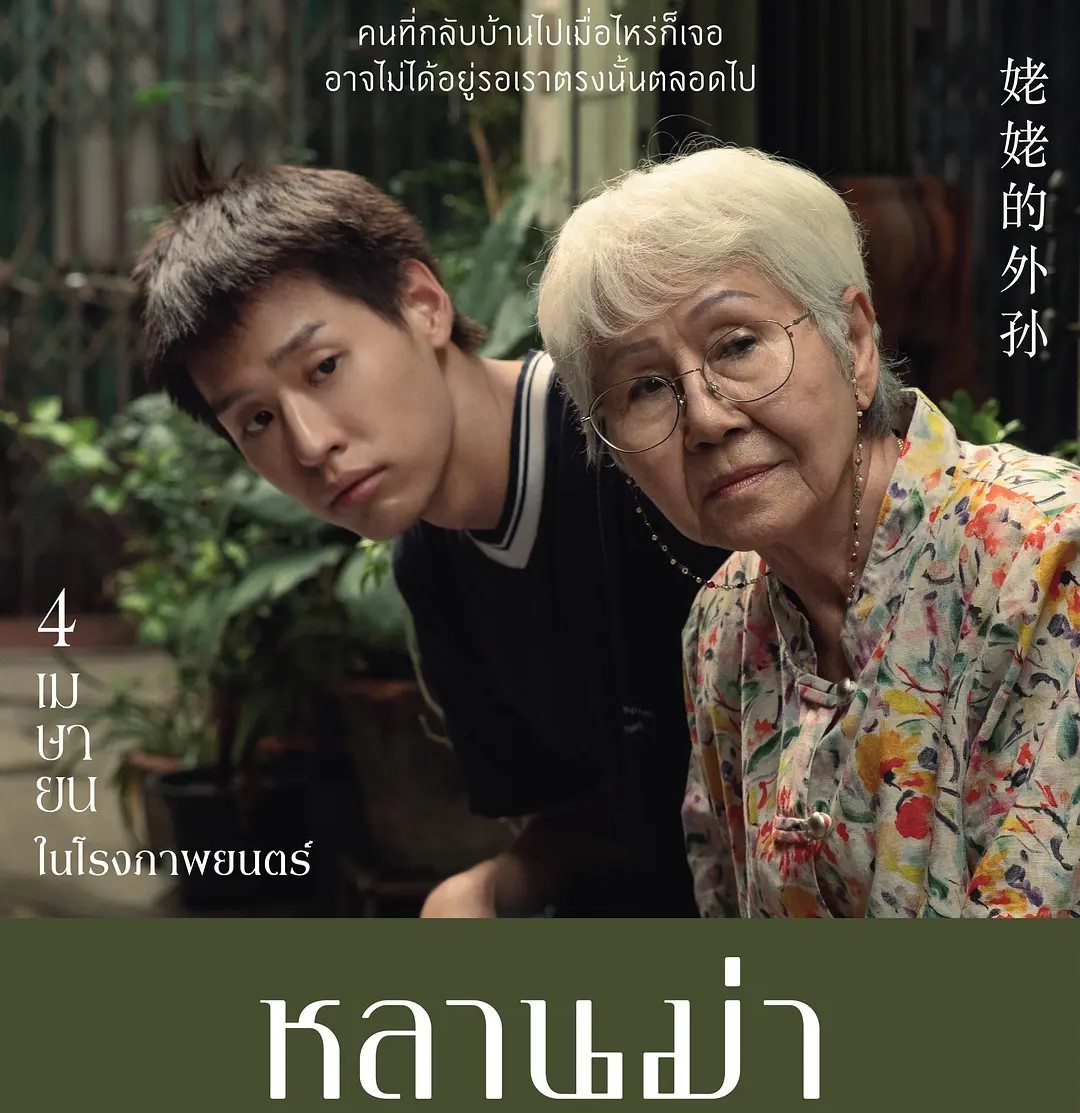 คนที่กลับบ้านไปเมื่อไหร่ก็เจอ
อาจไม่ได้อยู่รอเราตรงนั้นตลอดไป
姥姥的外孙
4
เม
ษา
ยน
ในโรงภาพยนตร์
หลานม่า